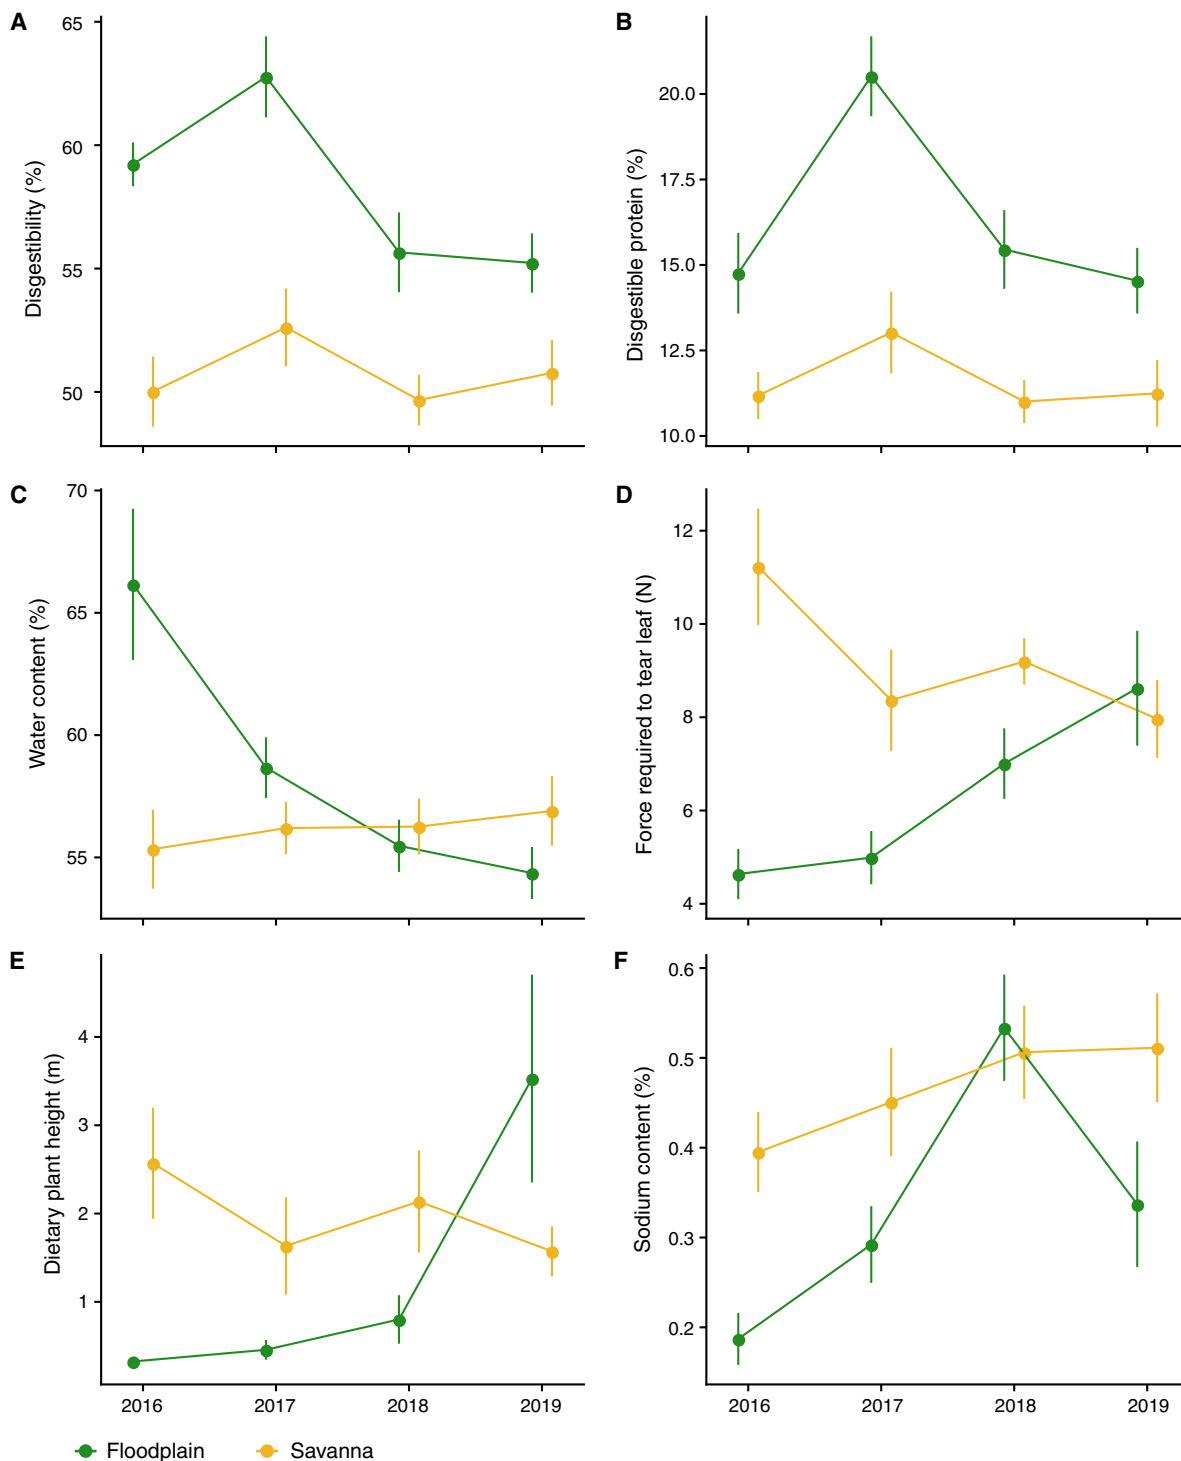 A
65
60
55
50
Disgestibility (%)
B
20.0
17.5
15.0
12.5
10.0
Disgestible protein (%)
C
70
65
60
55
Water content (%)
D
12
10
8
6
4
Force required to tear leaf (N)
E
4
3
2
1
Dietary plant height (m)
2016 2017 2018 2019
F
0.6
0.5
0.4
0.3
0.2
Sodium content (%)
2016 2017 2018 2019
Floodplain Savanna